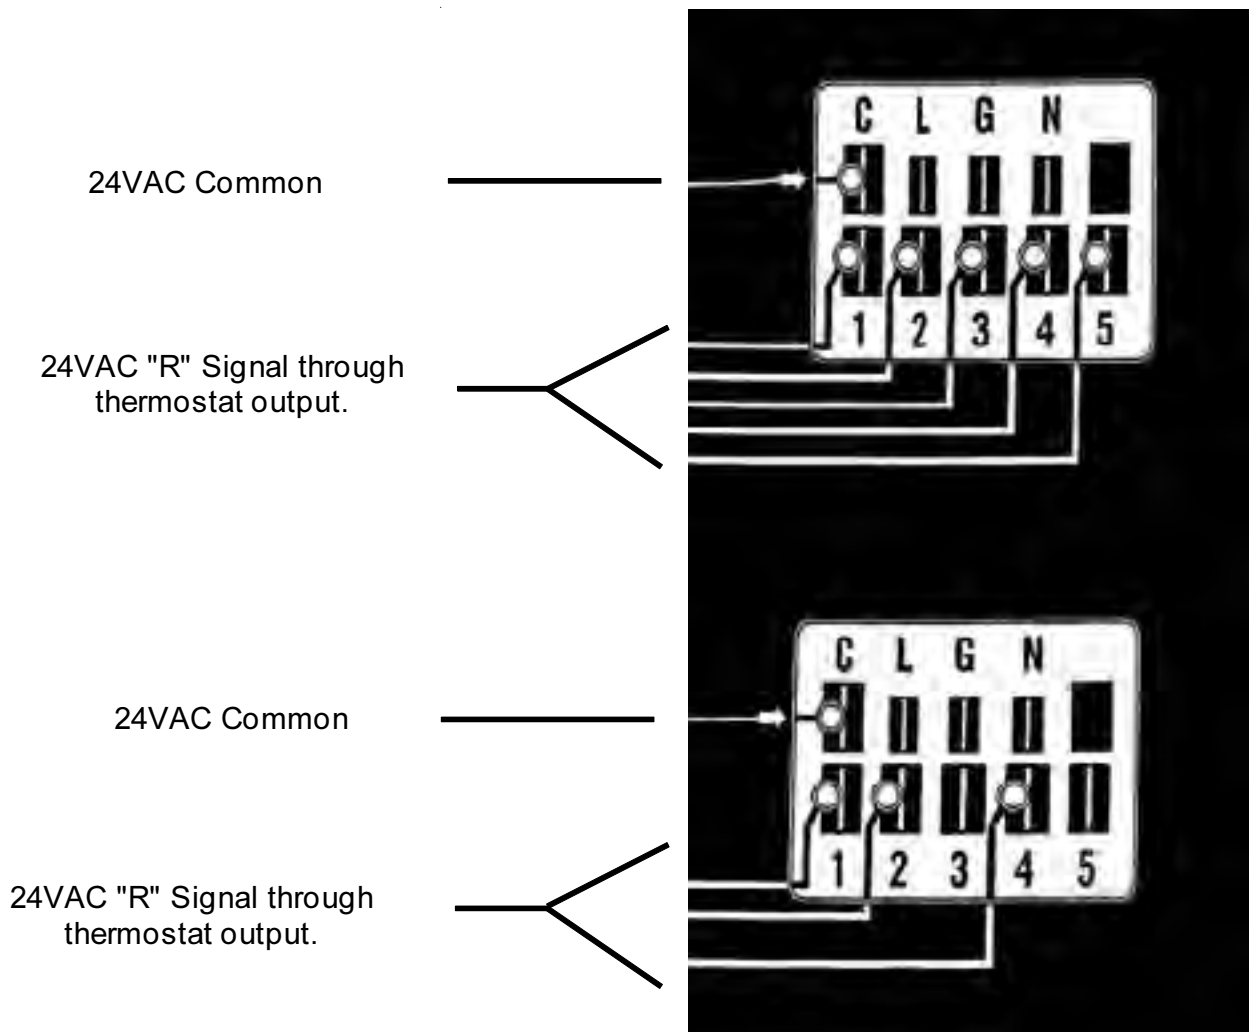 C L G N
24VAC Common
1 2 3 4 5
24VAC "R" Signal through
thermostat output.
C L G N
24VAC Common
1 2 3 4 5
24VAC "R" Signal through
thermostat output.